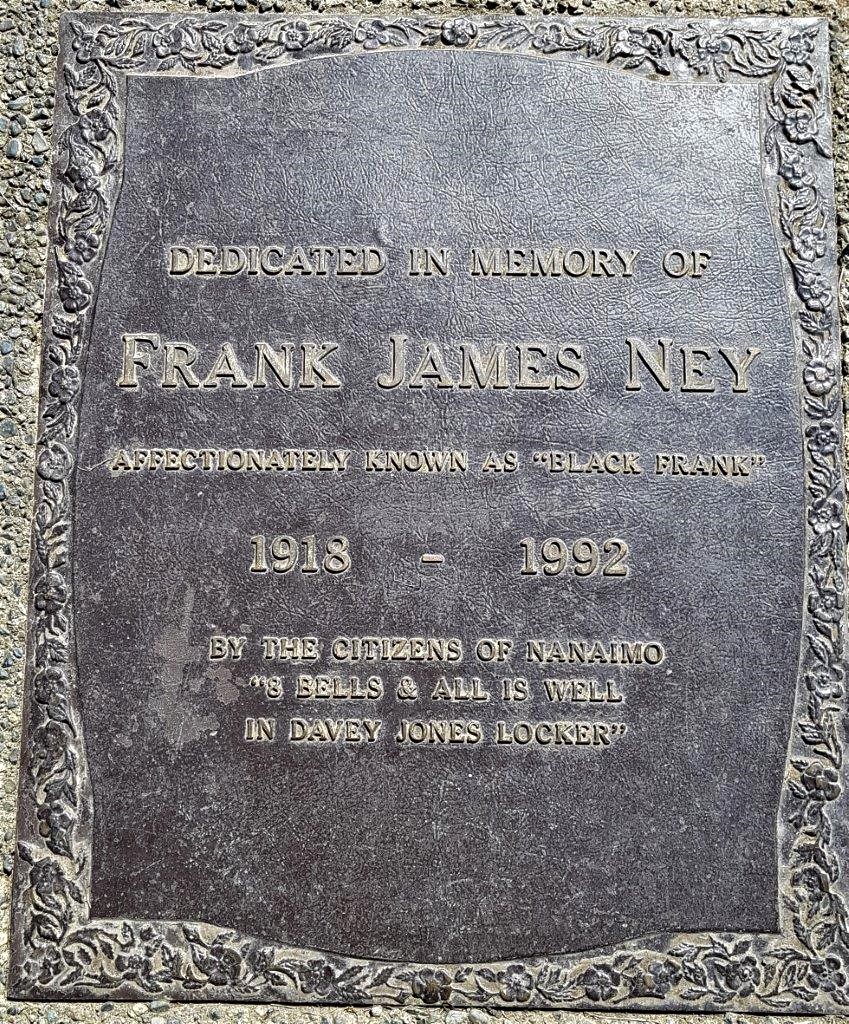 DEDICATED IN MEMORY OF
FRANK JAMES NEY
AFFECTIONATELY KNOWN AS “BLACK FRANK”
1918 - 1992
BY THE CITIZENS OF NANAIMO
“8 BELLS & ALL IS WELL
IN DAVEY JONES LOCKER”